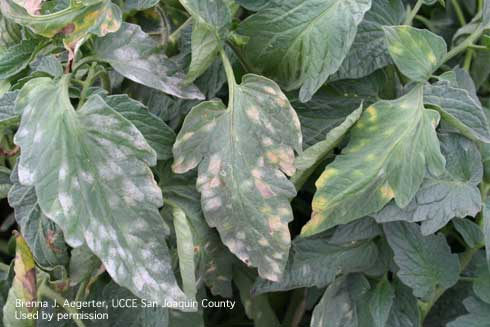 Brenna J. Aegerter, UCCE San Joaquin County
Used by permission